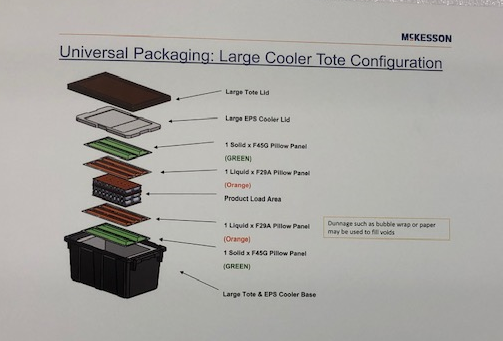 McKESSON
Universal Packaging: Large Cooler Tote Configuration
Large Tote Lid
Large EPS Cooler Lid
1 Solid x F45G Pillow Panel
(GREEN)
1 Liquid x F29A Pillow Panel
(Orange)
Product Load Area
1 Liquid x F29A Pillow Panel
(Orange)
1 Solid x F45G Pillow Panel
(GREEN)
Large Tote & EPS Cooler Base
Dunnage such as bubble wrap or paper
may be used to fill voids